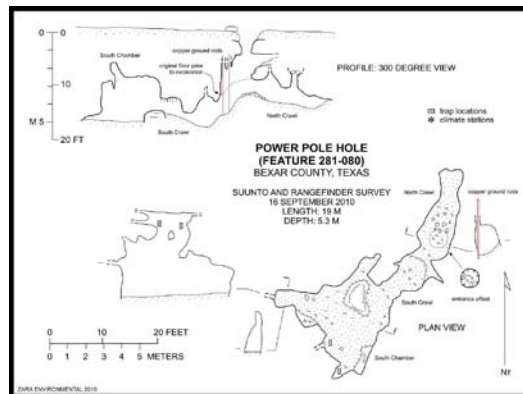 0 0
South Chamber
copper ground rods
original floor prior
to excavation
PROFILE: 300 DEGREE VIEW
10
M 5
20 FT
South Crawl
North Crawl
trap locations
climate stations
POWER POLE HOLE
(FEATURE 281-080)
BEXAR COUNTY, TEXAS
SUUNTO AND RANGEFINDER SURVEY
16 SEPTEMBER 2010
LENGTH: 19 M
DEPTH: 5.3 M
North Crawl
copper ground rods
entrance offset
South Crawl
PLAN VIEW
South Chamber
0 10 20 FEET
0 1 2 3 4 5 METERS
ZARA ENVIRONMENTAL 2010